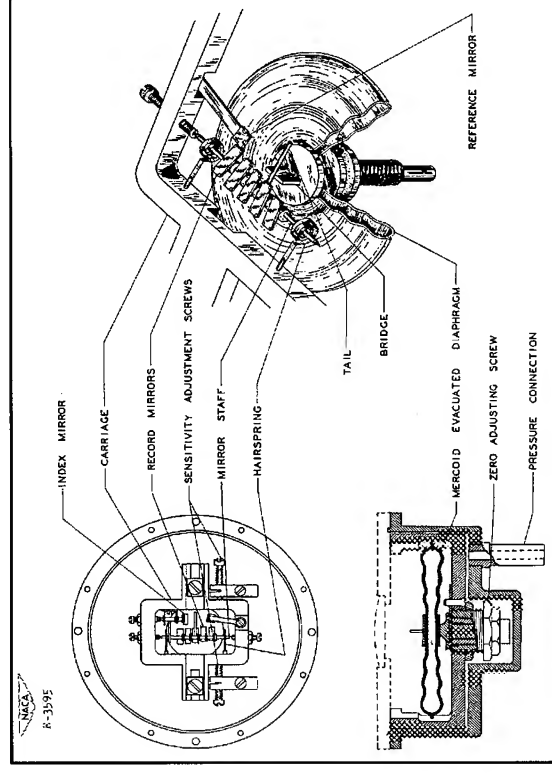 NACA
K-3595
INDEX MIRROR
CARRIAGE
RECORD MIRRORS
SENSITIVITY ADJUSTMENT SCREWS
MIRROR STAFF
HAIRSPRING
TAIL
BRIDGE
REFERENCE MIRROR
MERCOID EVACUATED DIAPHRAGM
ZERO ADJUSTING SCREW
PRESSURE CONNECTION